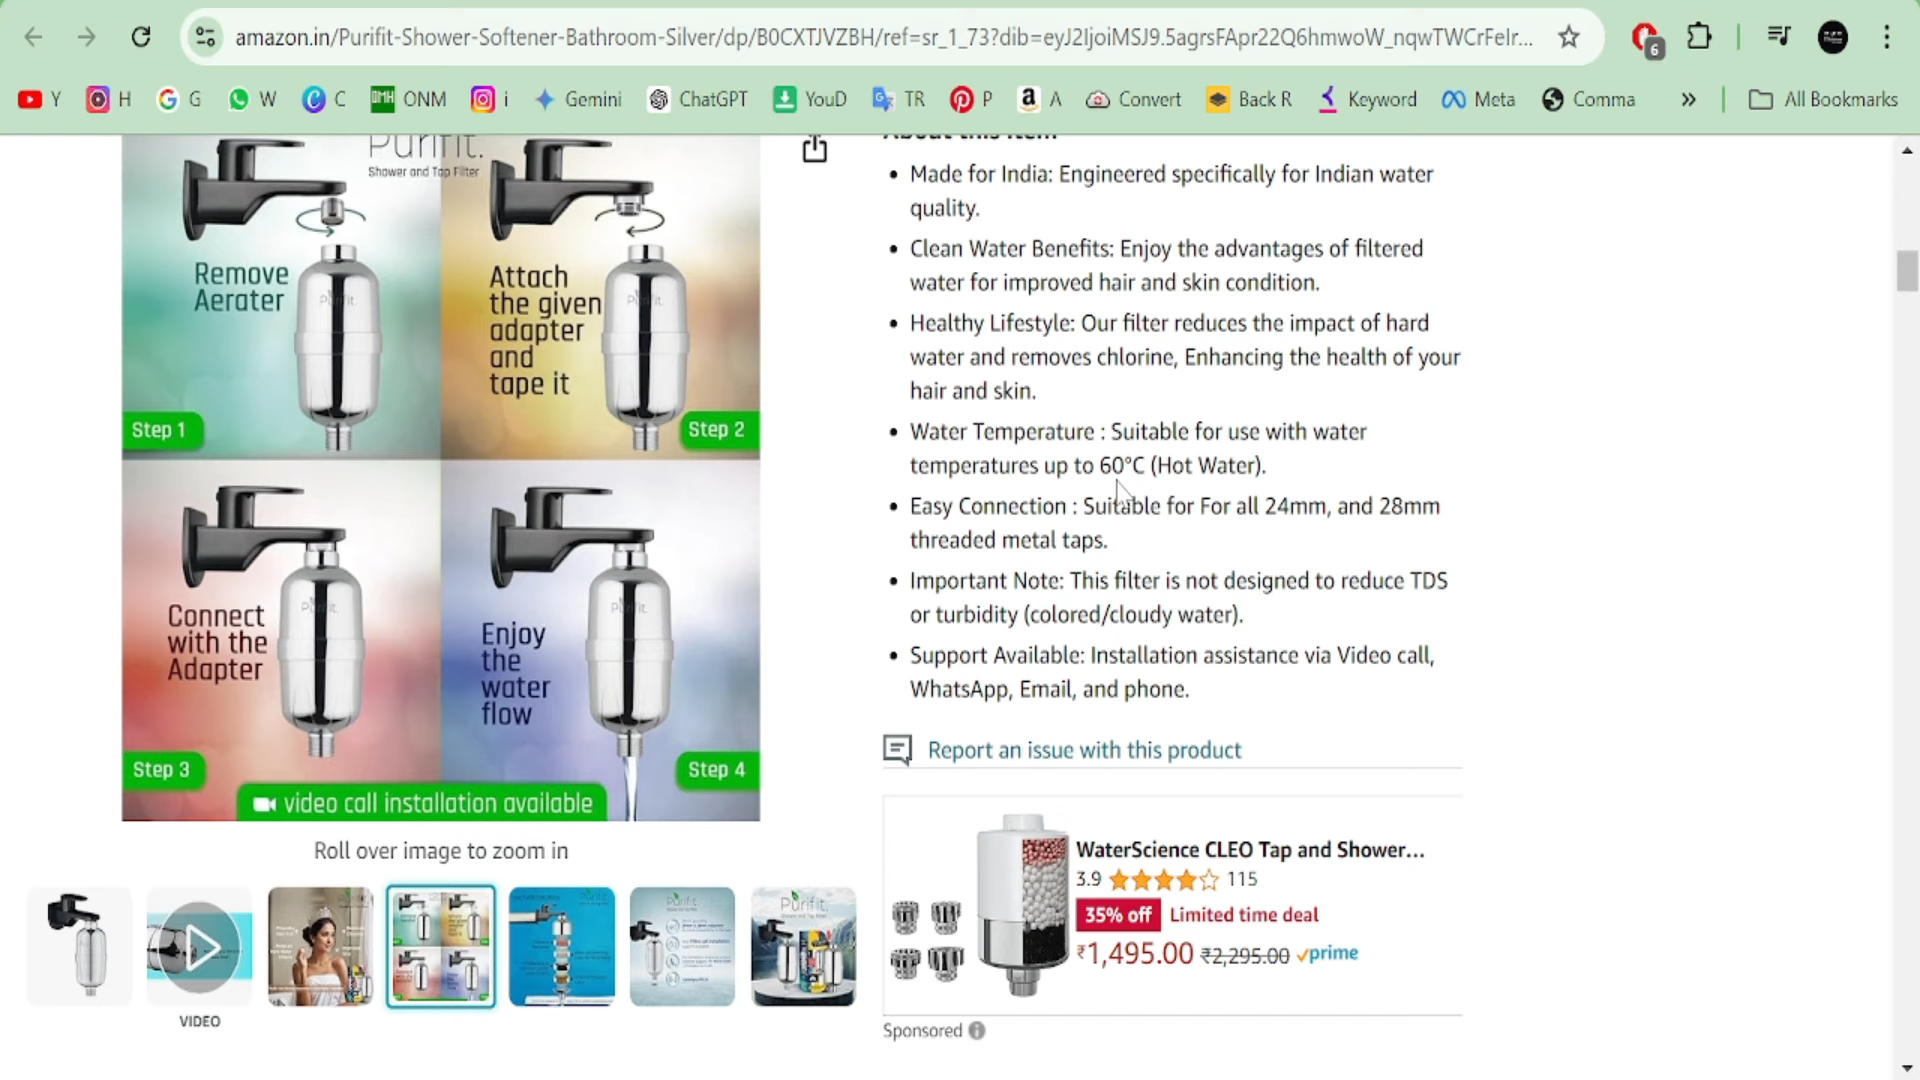 amazon.in/Purifit-Shower-Softener-Bathroom-Silver/dp/B0CXTJVZBH/ref=sr_1_73?dib=eyJ2IjoiMSJ9.5agrsFApr22Q6hmwoW_nqwTWCrFeIr...
6
Y H G W C ONM i Gemini ChatGPT YouD TR P A Convert Back R Keyword Meta Comma » All Bookmarks
Purifit.
Shower and Tap Filter
Remove
Aerater
Step 1
Attach
the given
adapter
and
tape it
Step 2
Connect
with the
Adapter
Step 3
Enjoy
the
water
flow
Step 4
video call installation available
Roll over image to zoom in
VIDEO
About this item
• Made for India: Engineered specifically for Indian water
quality.
• Clean Water Benefits: Enjoy the advantages of filtered
water for improved hair and skin condition.
• Healthy Lifestyle: Our filter reduces the impact of hard
water and removes chlorine, Enhancing the health of your
hair and skin.
• Water Temperature : Suitable for use with water
temperatures up to 60°C (Hot Water).
• Easy Connection : Suitable for For all 24mm, and 28mm
threaded metal taps.
• Important Note: This filter is not designed to reduce TDS
or turbidity (colored/cloudy water).
• Support Available: Installation assistance via Video call,
WhatsApp, Email, and phone.
Report an issue with this product
WaterScience CLEO Tap and Shower...
3.9 115
35% off Limited time deal
₹1,495.00 ₹2,295.00 prime
Sponsored